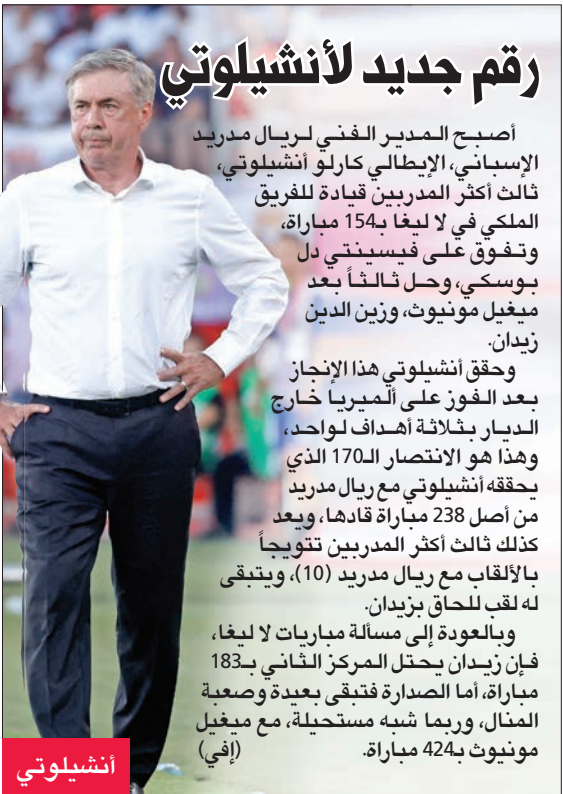 رقم جديد لأنشيلوتي
أصبح المدير الفني لريال مدريد
الإسباني، الإيطالي كارلو أنشيلوتي،
ثالث أكثر المدربين قيادة للفريق
الملكي في لا ليغا بـ154 مباراة،
وتفوق على فيسينتي دل
بوسكي، وحل ثالثاً بعد
ميغيل مونيوث، وزين الدين
زيدان.
وحقق أنشيلوتي هذا الإنجاز
بعد الفوز على ألميريا خارج
الديار بثلاثة أهداف لواحد،
وهذا هو الانتصار الـ170 الذي
يحققه أنشيلوتي مع ريال مدريد
من أصل 238 مباراة قادها، ويعد
كذلك ثالث أكثر المدربين تتويجاً
بالألقاب مع ريال مدريد (10)، ويتبقى
له لقب للحاق بزيدان.
وبالعودة إلى مسألة مباريات لا ليغا،
فإن زيدان يحتل المركز الثاني بـ183
مباراة، أما الصدارة فتبقى بعيدة وصعبة
المنال، وربما شبه مستحيلة، مع ميغيل
مونيوث بـ424 مباراة. (إفي)
أنشيلوتي